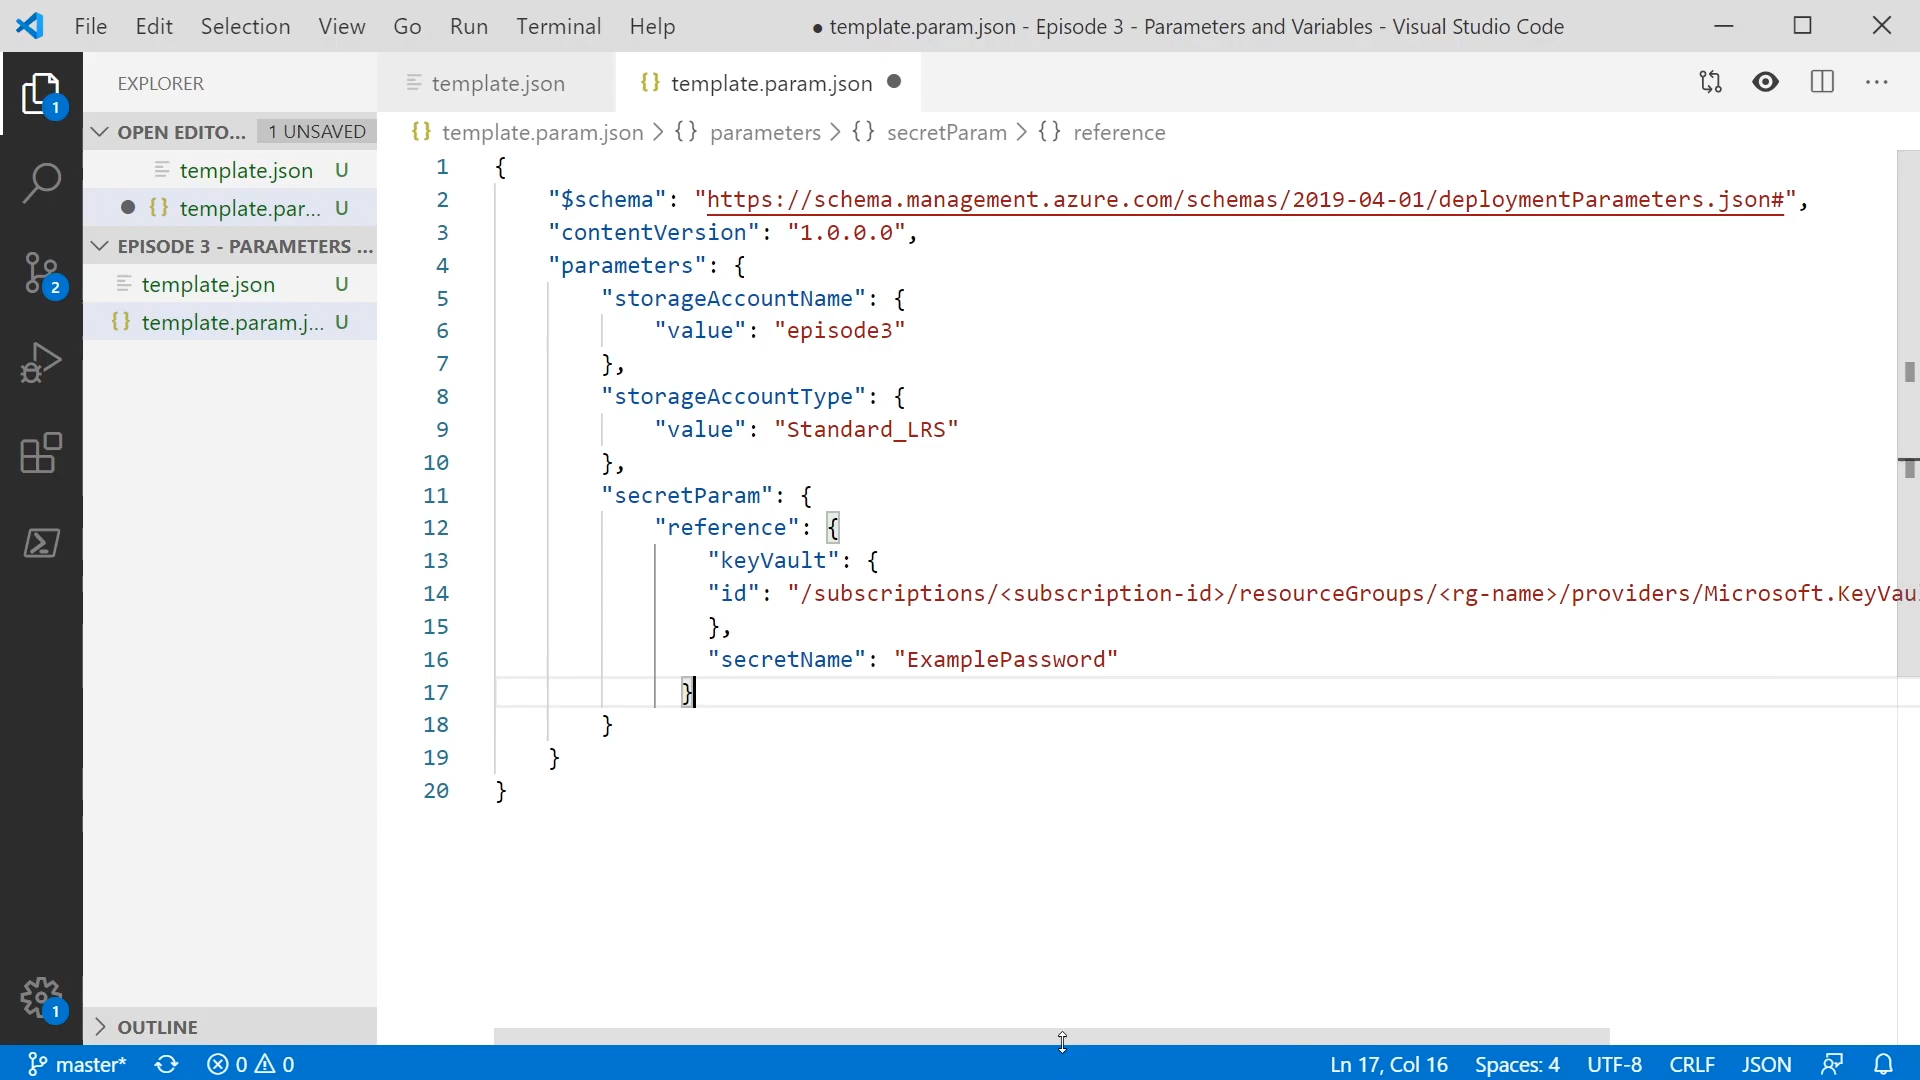 File Edit Selection View Go Run Terminal Help ● template.param.json - Episode 3 - Parameters and Variables - Visual Studio Code
EXPLORER
template.json {} template.param.json ●
OPEN EDITO... 1 UNSAVED
template.json U
● {} template.par... U
EPISODE 3 - PARAMETERS ...
template.json U
{} template.param.j... U
OUTLINE
1
2
1
{} template.param.json > {} parameters > {} secretParam > {} reference
1 {
2 "$schema": "https://schema.management.azure.com/schemas/2019-04-01/deploymentParameters.json#",
3 "contentVersion": "1.0.0.0",
4 "parameters": {
5 "storageAccountName": {
6 "value": "episode3"
7 },
8 "storageAccountType": {
9 "value": "Standard_LRS"
10 },
11 "secretParam": {
12 "reference": {
13 "keyVault": {
14 "id": "/subscriptions/<subscription-id>/resourceGroups/<rg-name>/providers/Microsoft.KeyVau
15 },
16 "secretName": "ExamplePassword"
17 }
18 }
19 }
20 }
master* 0 0 Ln 17, Col 16 Spaces: 4 UTF-8 CRLF JSON